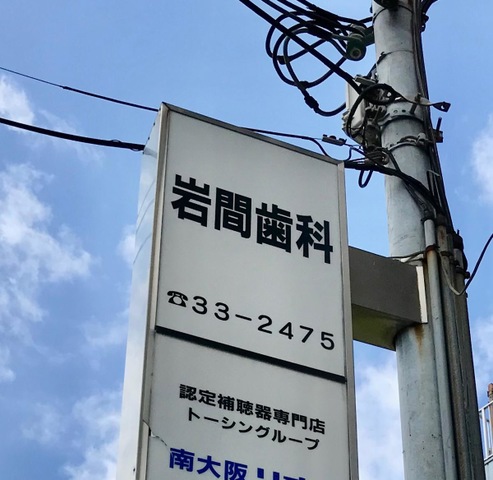 岩間歯科
☎33-2475
認定補聴器専門店
トーシングループ
南大阪